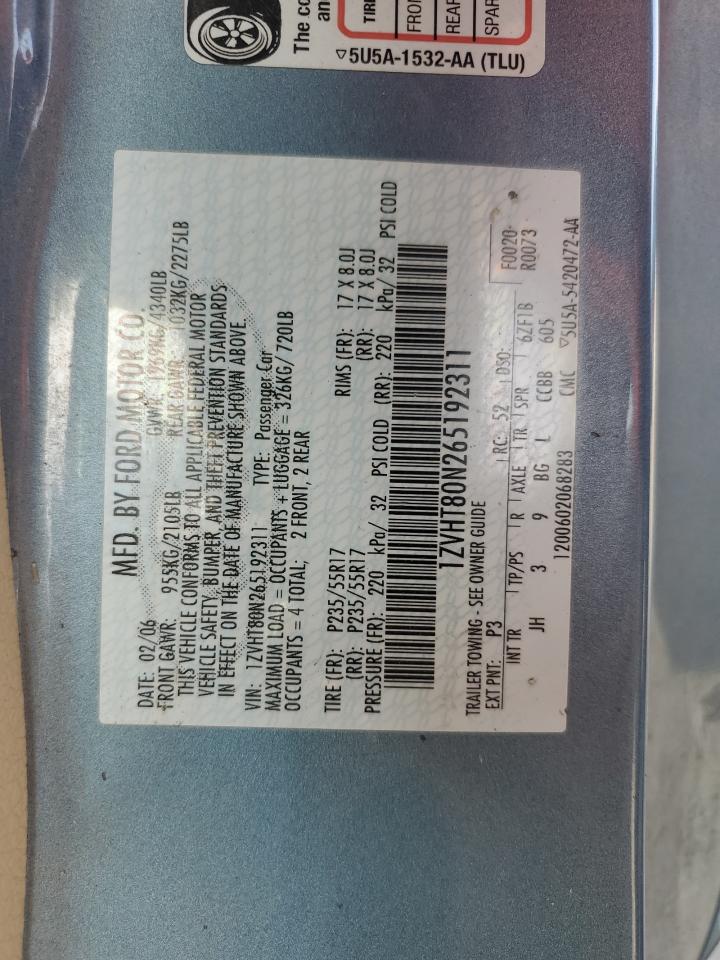 The co
an
TIRE
FRON
REAR
SPAR
▽5U5A-1532-AA (TLU)
MFD. BY FORD MOTOR CO.
DATE: 02/06 GVWR: 1969KG/4340LB
FRONT GAWR: 955KG/2105LB REAR GAWR: 1032KG/2275LB
THIS VEHICLE CONFORMS TO ALL APPLICABLE FEDERAL MOTOR
VEHICLE SAFETY, BUMPER, AND THEFT PREVENTION STANDARDS
IN EFFECT ON THE DATE OF MANUFACTURE SHOWN ABOVE.
VIN: 1ZVHT80N265192311 TYPE: Passenger Car
MAXIMUM LOAD = OCCUPANTS + LUGGAGE = 326KG/720LB
OCCUPANTS = 4 TOTAL; 2 FRONT, 2 REAR
TIRE (FR): P235/55R17 RIMS (FR): 17 X 8.0J
(RR): P235/55R17 (RR): 17 X 8.0J
PRESSURE (FR): 220 kPa/ 32 PSI COLD (RR): 220 kPa/ 32 PSI COLD
1ZVHT80N265192311
TRAILER TOWING - SEE OWNER GUIDE
EXT PNT: P3 RC: 52 DSO: F0020-
R0073
INT TR TP/PS R AXLE TR SPR 6ZF1B
JH 3 9 BG L CCBB 605
1200602068283 CMC ▽5U5A-5420472-AA